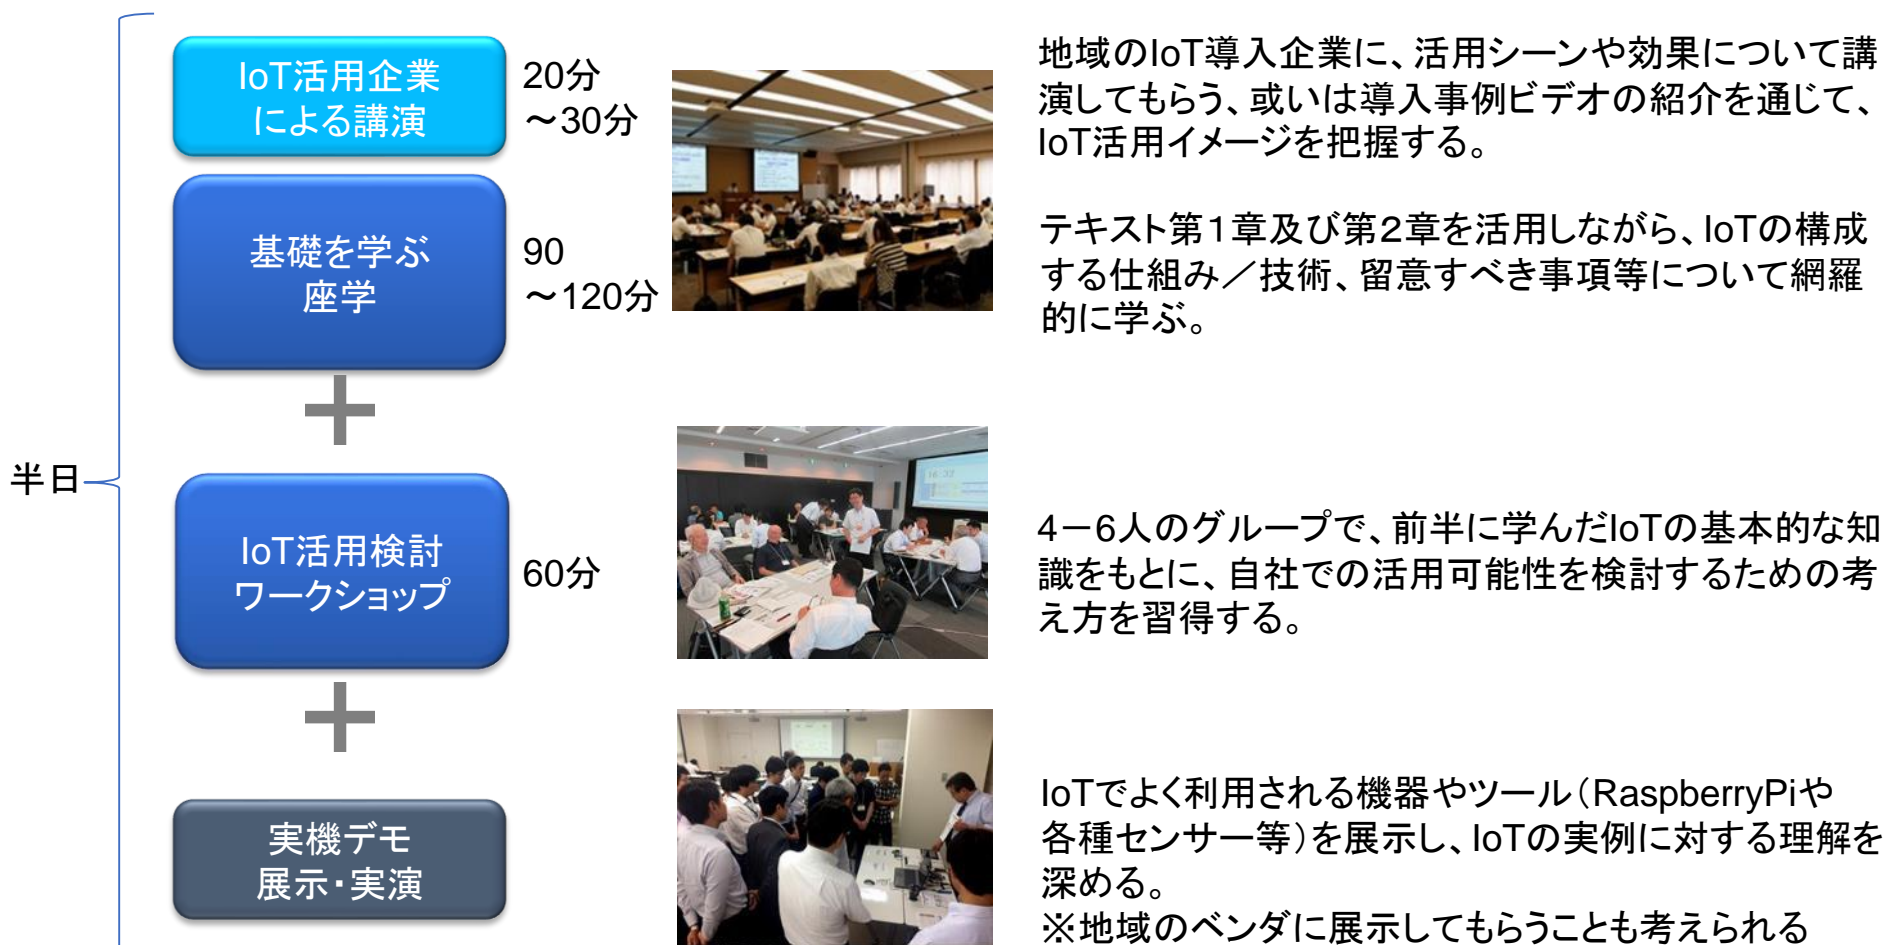 半日
IoT活用企業
による講演
20分
～30分
地域のIoT導入企業に、活用シーンや効果について講
演してもらう、或いは導入事例ビデオの紹介を通じて、
IoT活用イメージを把握する。
基礎を学ぶ
座学
90
～120分
テキスト第１章及び第２章を活用しながら、IoTの構成
する仕組み／技術、留意すべき事項等について網羅
的に学ぶ。
IoT活用検討
ワークショップ
60分
4－6人のグループで、前半に学んだIoTの基本的な知
識をもとに、自社での活用可能性を検討するための考
え方を習得する。
実機デモ
展示・実演
IoTでよく利用される機器やツール（RaspberryPiや
各種センサー等）を展示し、IoTの実例に対する理解を
深める。
※地域のベンダに展示してもらうことも考えられる